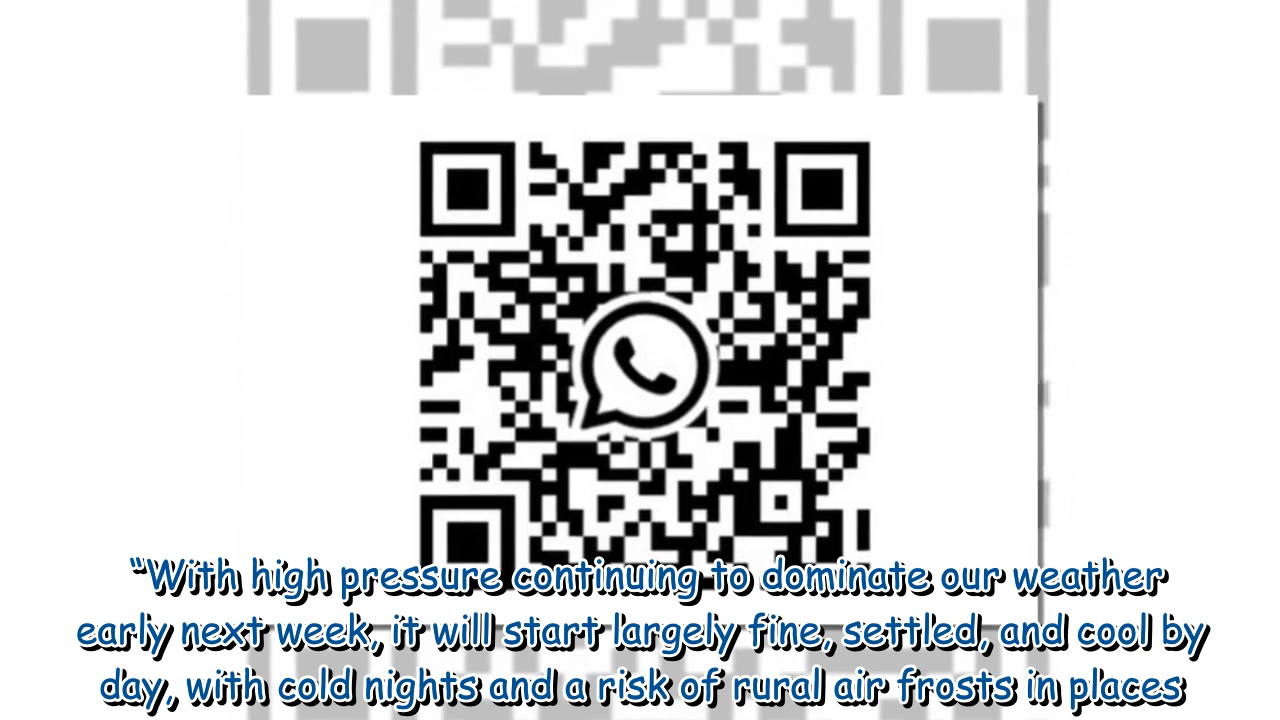 “With high pressure continuing to dominate our weather
early next week, it will start largely fine, settled, and cool by
day, with cold nights and a risk of rural air frosts in places